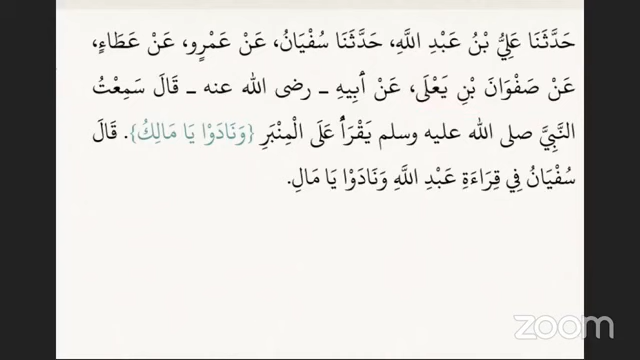 حَدَّثَنَا عَلِيُّ بْنُ عَبْدِ اللَّهِ، حَدَّثَنَا سُفْيَانُ، عَنْ عَمْرٍو، عَنْ عَطَاءٍ،
عَنْ صَفْوَانَ بْنِ يَعْلَى، عَنْ أَبِيهِ ـ رضى الله عنه ـ قَالَ سَمِعْتُ
النَّبِيَّ صلى الله عليه وسلم يَقْرَأُ عَلَى الْمِنْبَرِ {وَنَادَوْا يَا مَالِكُ}. قَالَ
سُفْيَانُ فِي قِرَاءَةِ عَبْدِ اللَّهِ وَنَادَوْا يَا مَالِ.
zoom